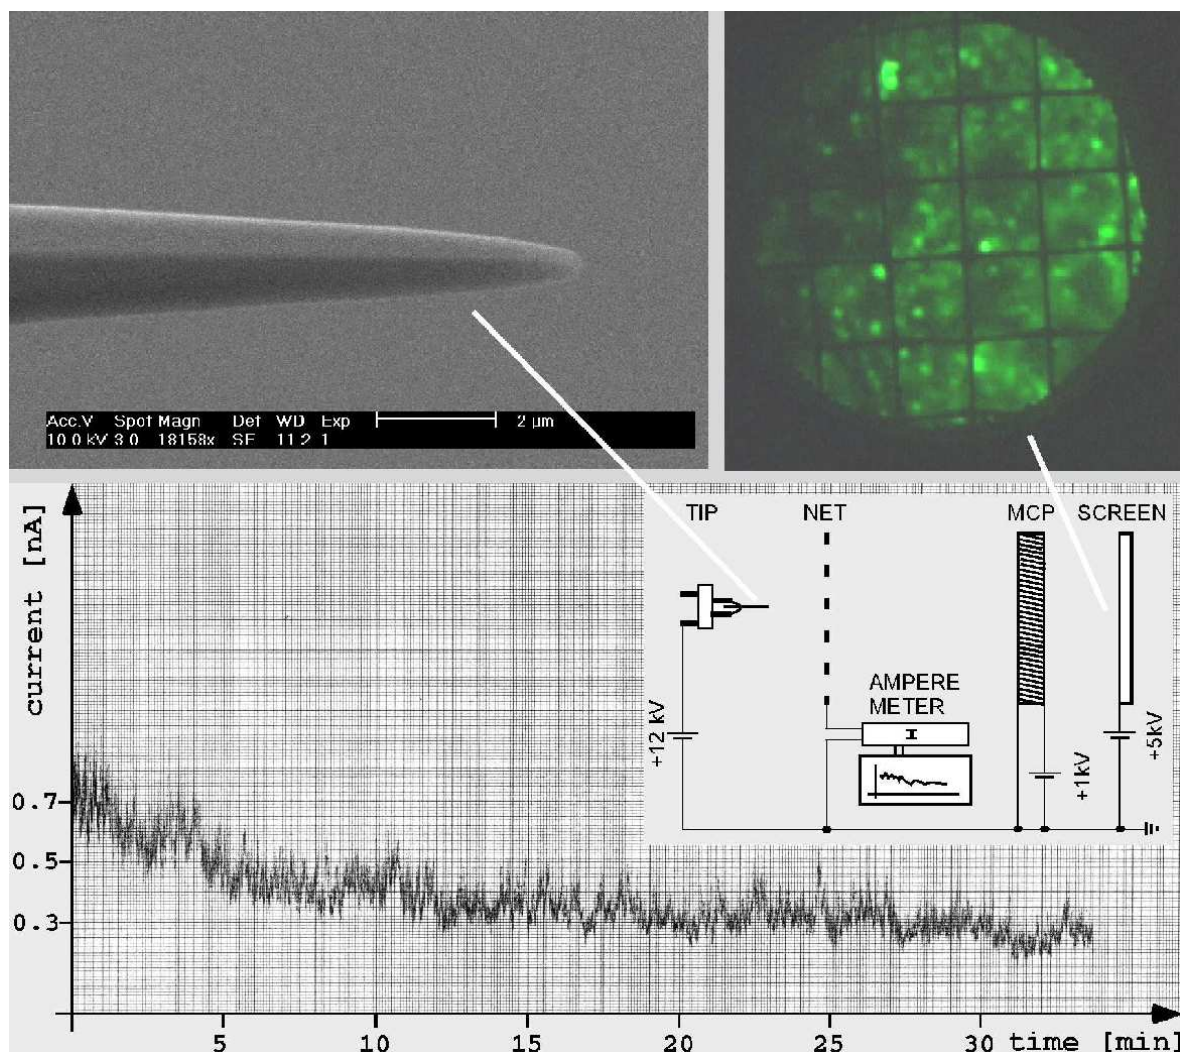 Acc.V Spot Magn Det WD Exp 2 µm
10.0 kV 3.0 18158x SE 11.2 1
TIP NET MCP SCREEN
AMPERE
METER
I
+12 kV
+1kV
+5kV
current [nA]
0.7
0.5
0.3
5 10 15 20 25 30 time [min]